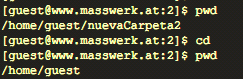 [guest@www.masswerk.at:2]$ pwd
/home/guest/nuevaCarpeta2
[guest@www.masswerk.at:2]$ cd
[guest@www.masswerk.at:2]$ pwd
/home/guest